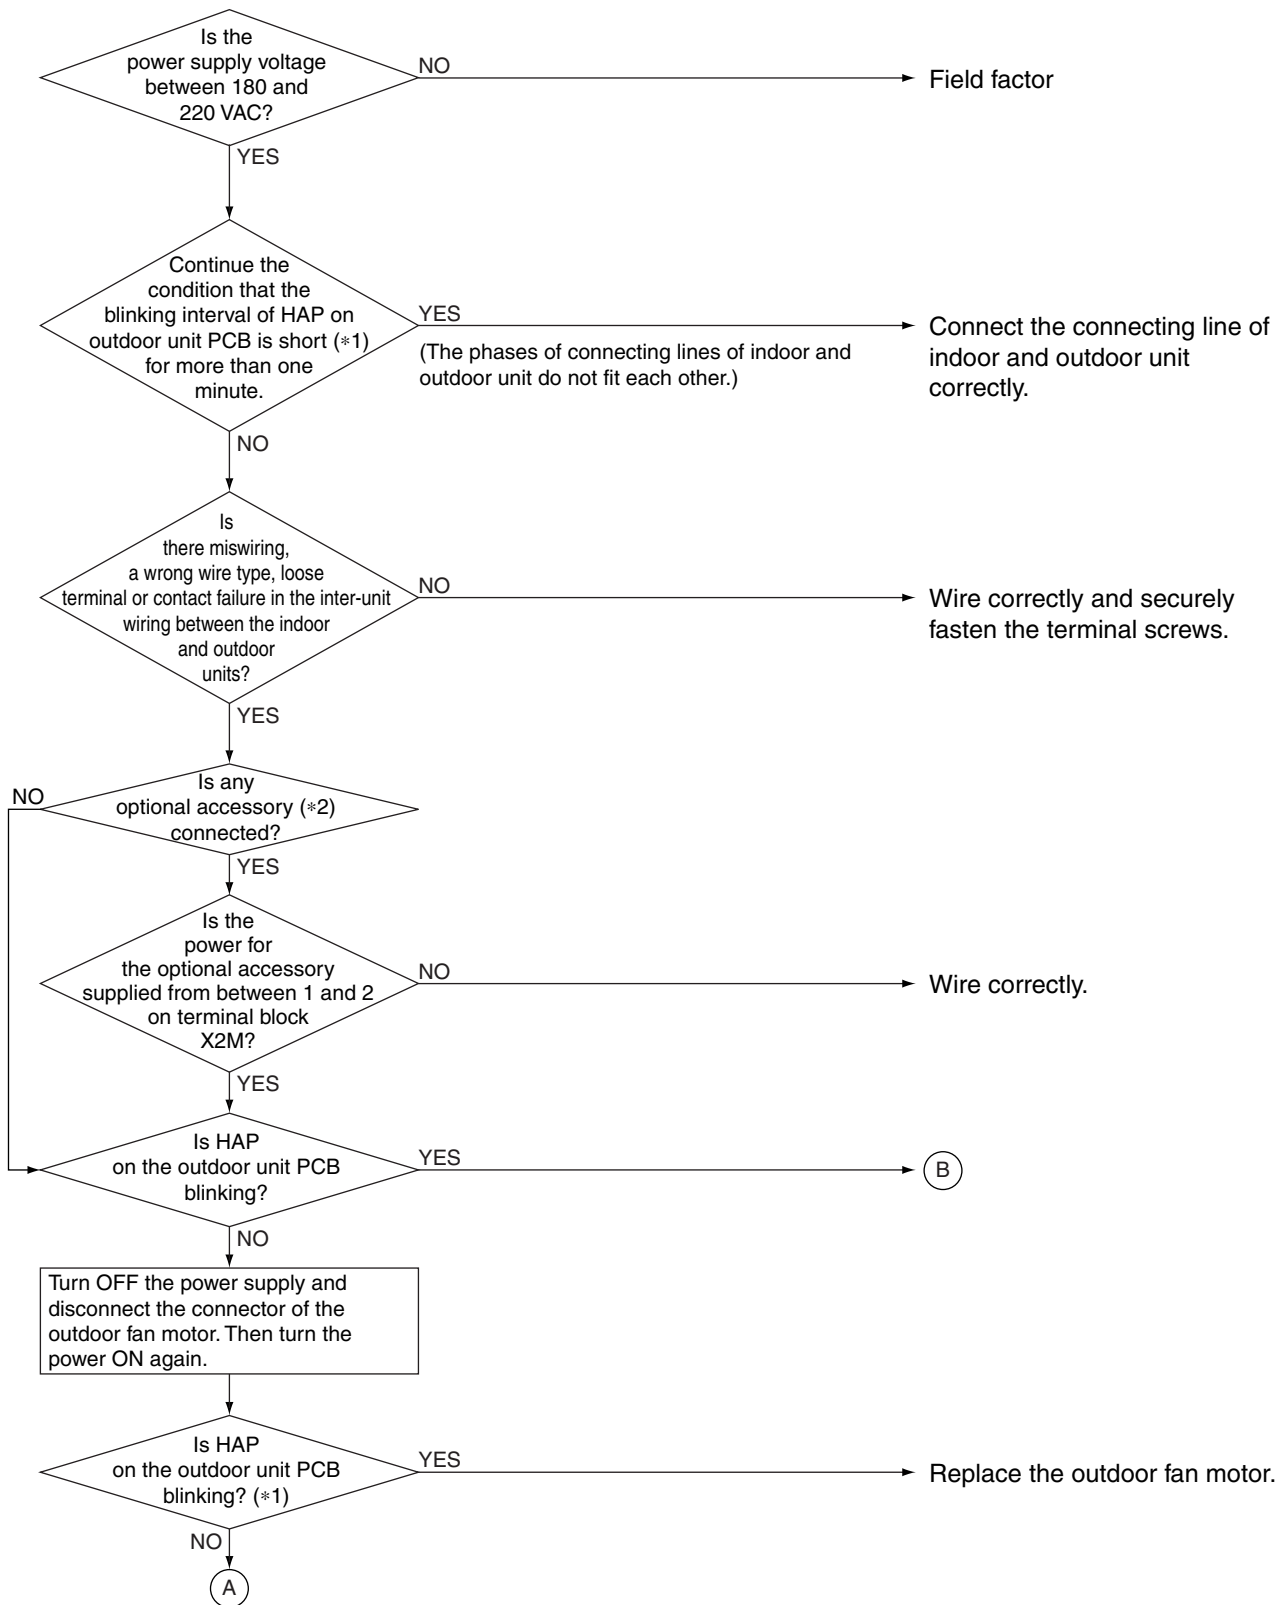 Is the
power supply voltage
between 180 and
220 VAC?
NO
Field factor
YES
Continue the
condition that the
blinking interval of HAP on
outdoor unit PCB is short (*1)
for more than one
minute.
YES
(The phases of connecting lines of indoor and
outdoor unit do not fit each other.)
Connect the connecting line of
indoor and outdoor unit
correctly.
NO
Is
there miswiring,
a wrong wire type, loose
terminal or contact failure in the inter-unit
wiring between the indoor
and outdoor
units?
NO
Wire correctly and securely
fasten the terminal screws.
YES
Is any
optional accessory (*2)
connected?
NO
YES
Is the
power for
the optional accessory
supplied from between 1 and 2
on terminal block
X2M?
NO
Wire correctly.
YES
Is HAP
on the outdoor unit PCB
blinking?
YES
B
NO
Turn OFF the power supply and
disconnect the connector of the
outdoor fan motor. Then turn the
power ON again.
Is HAP
on the outdoor unit PCB
blinking? (*1)
YES
Replace the outdoor fan motor.
NO
A